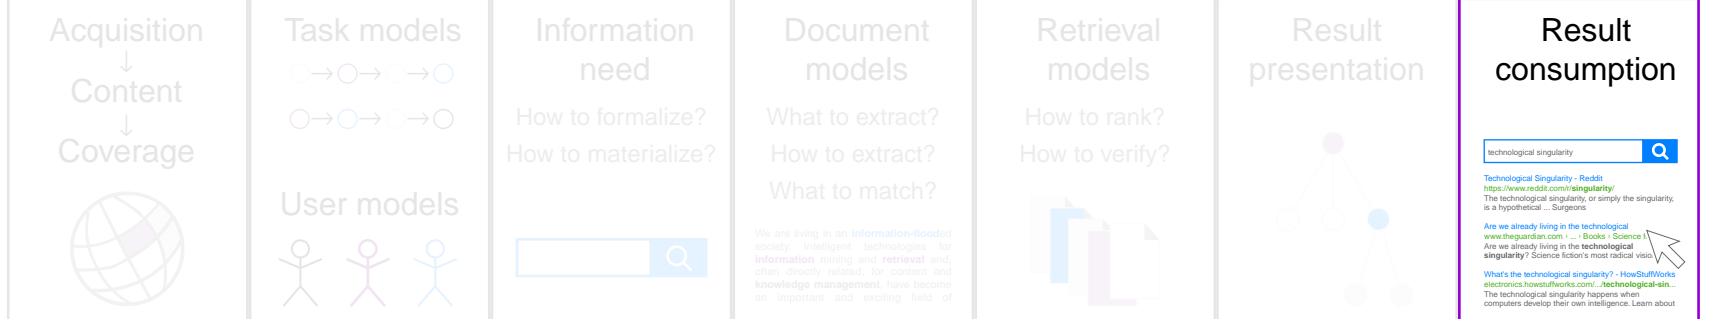 Acquisition
Content
Coverage
Task models
User models
Information
need
How to formalize?
How to materialize?
Document
models
What to extract?
How to extract?
What to match?
We are living in an information-flooded
society. Intelligent technologies for
information mining and retrieval and,
often directly related, for content and
knowledge management, have become
an important and exciting field of
Retrieval
models
How to rank?
How to verify?
Result
presentation
Result
consumption
technological singularity
Technological Singularity - Reddit
https://www.reddit.com/r/singularity/
The technological singularity, or simply the singularity,
is a hypothetical ... Surgeons
Are we already living in the technological
www.theguardian.com › ... › Books › Science f
Are we already living in the technological
singularity? Science fiction's most radical visio
What's the technological singularity? - HowStuffWorks
electronics.howstuffworks.com/.../technological-sin...
The technological singularity happens when
computers develop their own intelligence. Learn about